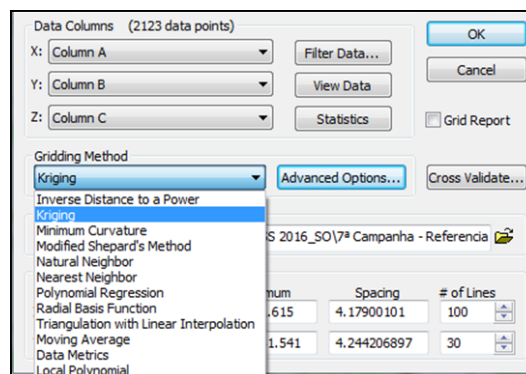 Data Columns (2123 data points)
OK
X: Column A
Filter Data...
Cancel
Y: Column B
View Data
Z: Column C
Statistics
Grid Report
Gridding Method
Kriging
Advanced Options...
Cross Validate...
Inverse Distance to a Power
Kriging
Minimum Curvature
Modified Shepard's Method
Natural Neighbor
Nearest Neighbor
Polynomial Regression
Radial Basis Function
Triangulation with Linear Interpolation
Moving Average
Data Metrics
Local Polynomial
2016_SO\7ª Campanha - Referencia
Spacing
# of Lines
.615
4.17900101
100
1.541
4.244206897
30